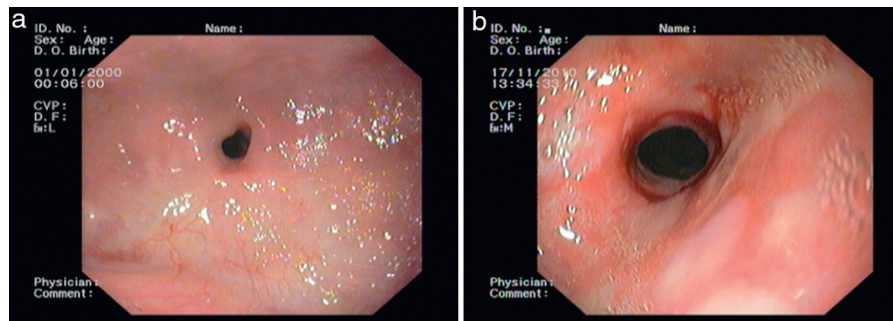 a
ID. No. :
Name:
Sex: Age:
D. O. Birth:
01/01/2000
00:06:00
CVP:
D. F:
Physician:
Comment:
b
ID. No. :
Name:
Sex: Age:
D. O. Birth:
17/11/2010
13:34:33
CVP:
D. F:
Physician:
Comment: